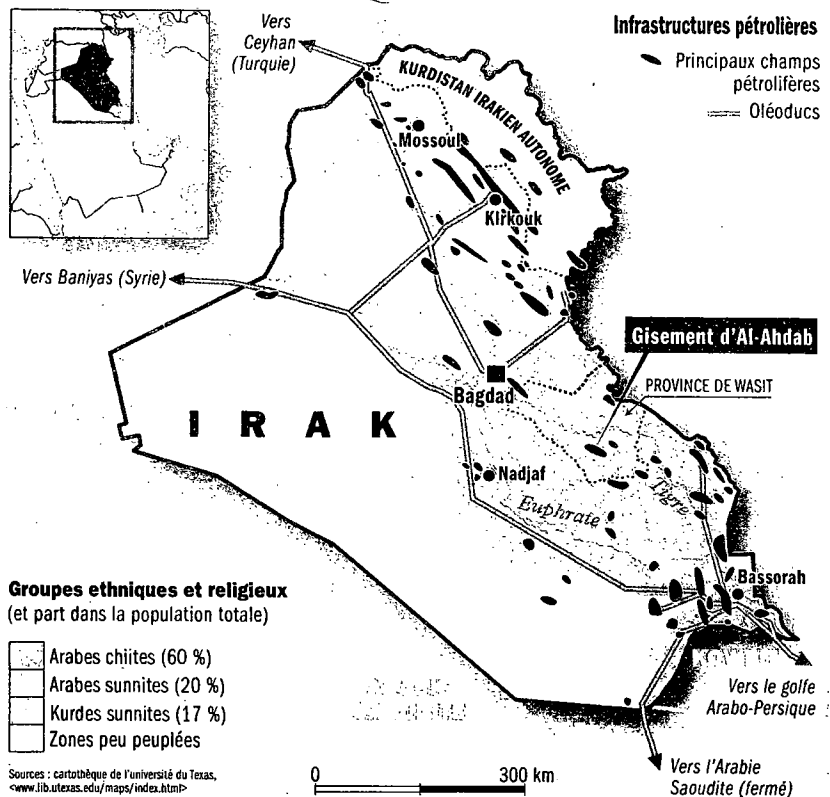 Vers
Ceyhan
(Turquie)
Infrastructures pétrolières
Principaux champs
pétrolifères
Oléoducs
KURDISTAN IRAKIEN AUTONOME
Mossoul
Kirkouk
Vers Baniyas (Syrie)
Gisement d'Al-Ahdab
PROVINCE DE WASIT
Bagdad
IRAK
Nadjaf
Tigre
Euphrate
Bassorah
Groupes ethniques et religieux
(et part dans la population totale)
Arabes chiites (60 %)
Arabes sunnites (20 %)
Kurdes sunnites (17 %)
Zones peu peuplées
Vers le golfe
Arabo-Persique
Vers l'Arabie
Saoudite (fermé)
Sources : cartothèque de l'université du Texas,
<www.lib.utexas.edu/maps/index.html>
0 300 km